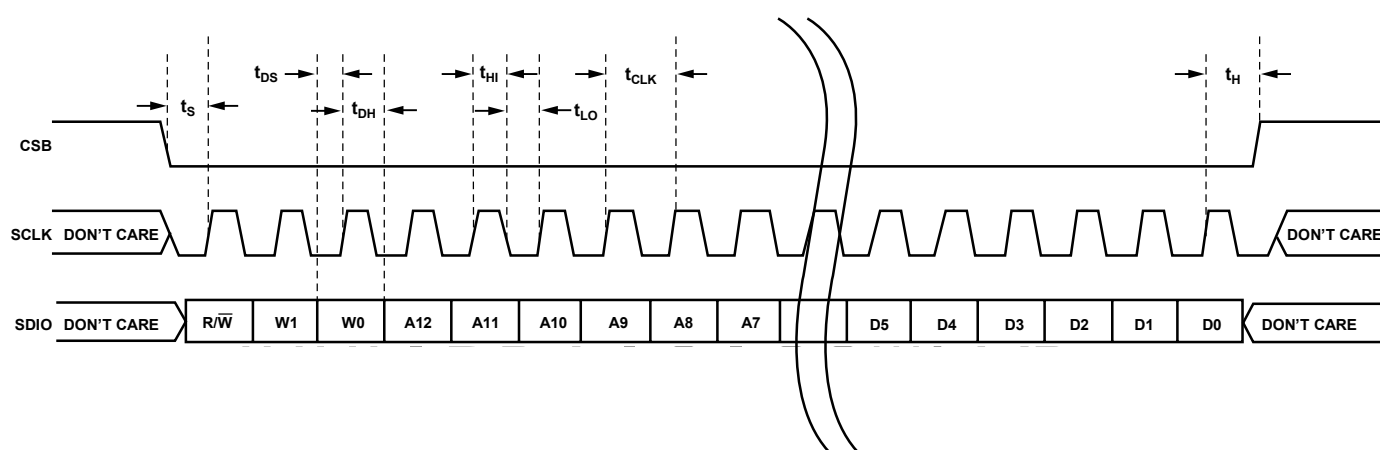 tDS tHI tCLK tH
tS tDH tLO
CSB
SCLK DON'T CARE DON'T CARE
SDIO DON'T CARE R/W̅ W1 W0 A12 A11 A10 A9 A8 A7 D5 D4 D3 D2 D1 D0 DON'T CARE